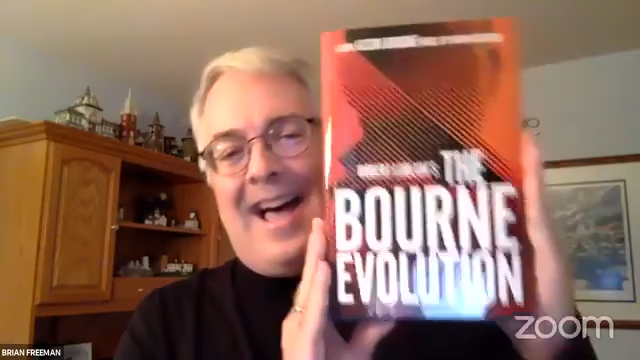 ROBERT LUDLUM'S THE
BOURNE
EVOLUTION
zoom
BRIAN FREEMAN